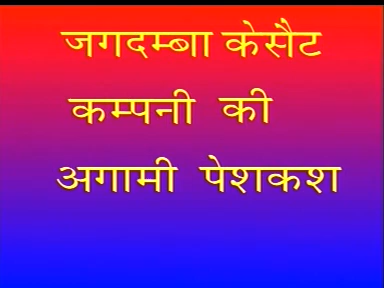 जगदम्बा केसैट
कम्पनी की
अगामी पेशकश